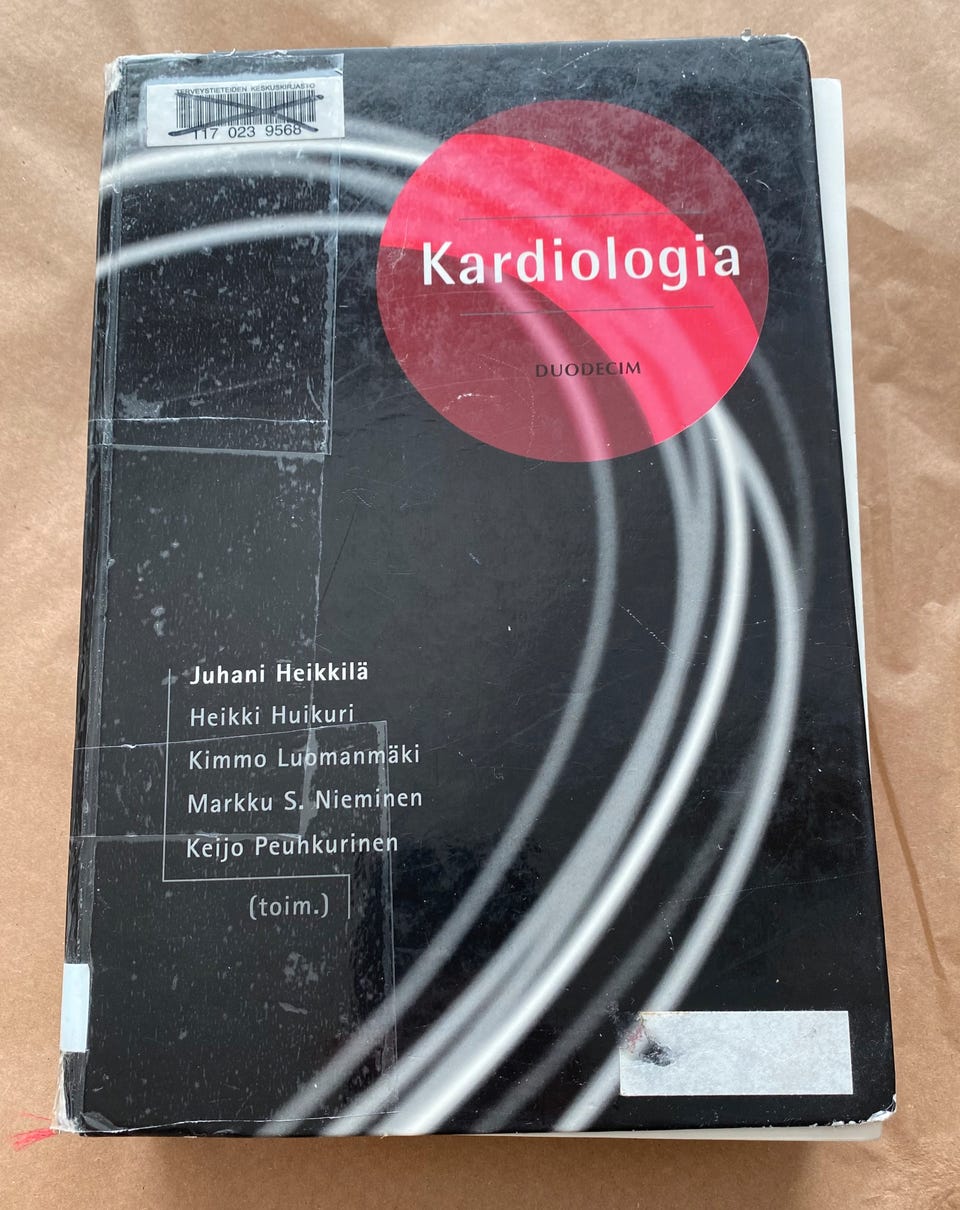 TERVEYSTIETEIDEN KESKUSKIRJASTO
117 023 9568
Kardiologia
DUODECIM
Juhani Heikkilä
Heikki Huikuri
Kimmo Luomanmäki
Markku S. Nieminen
Keijo Peuhkurinen
(toim.)